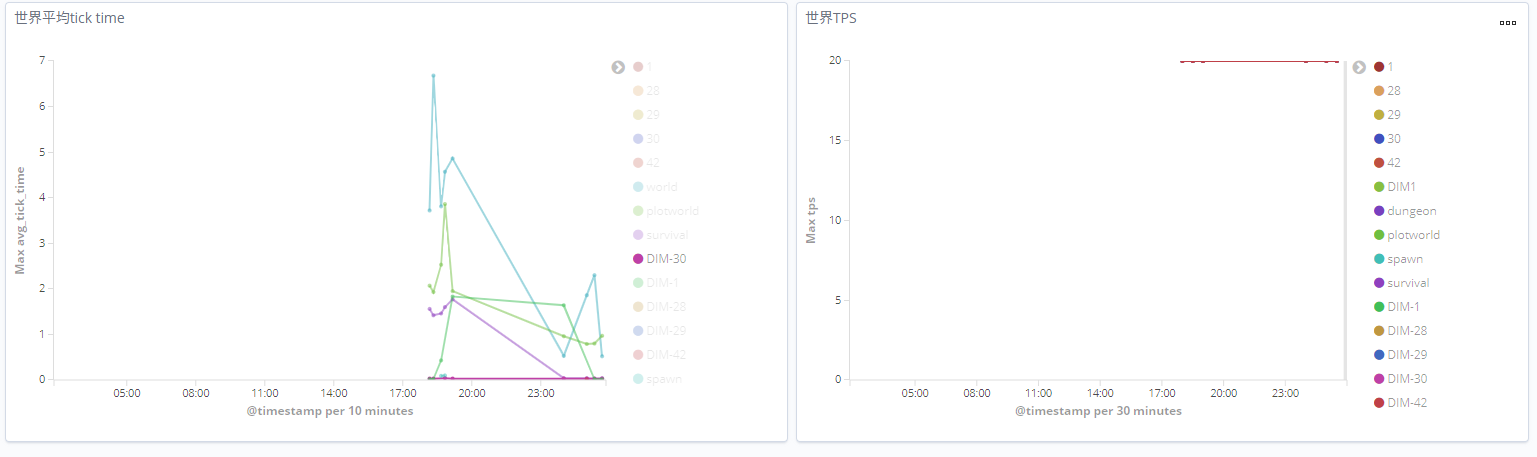 世界平均tick time
7
6
5
4
3
2
1
0
Max avg_tick_time
05:00 08:00 11:00 14:00 17:00 20:00 23:00
@timestamp per 10 minutes
1
28
29
30
42
world
plotworld
survival
DIM-30
DIM-1
DIM-28
DIM-29
DIM-42
spawn
世界TPS
20
15
10
5
0
Max tps
05:00 08:00 11:00 14:00 17:00 20:00 23:00
@timestamp per 30 minutes
1
28
29
30
42
DIM1
dungeon
plotworld
spawn
survival
DIM-1
DIM-28
DIM-29
DIM-30
DIM-42